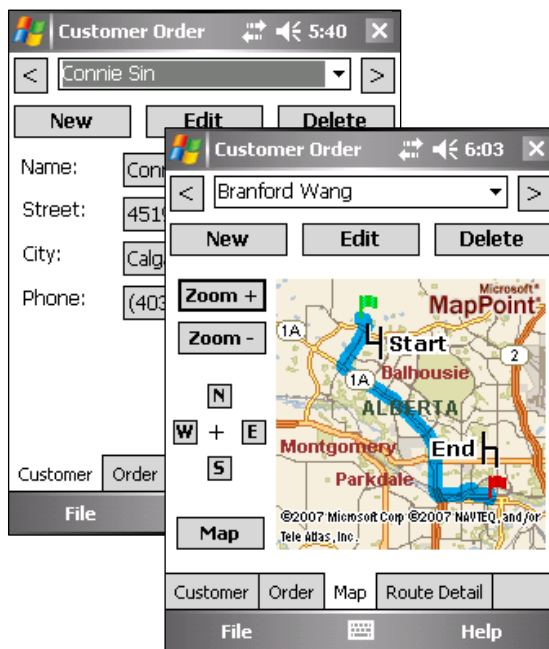 Customer Order 5:40
< Connie Sin >
New Edit Delete
Name:
Street: 4519
City:
Phone: (403
Customer Order
File
Customer Order 6:03
< Branford Wang >
New Edit Delete
Zoom +
Zoom -
N
W + E
S
Map
Microsoft®
MapPoint®
1A
Start
2
1A Dalhousie
ALBERTA
Montgomery
End
Parkdale
©2007 Microsoft Corp ©2007 NAVTEQ, and/or
Tele Atlas, Inc.
Customer Order Map Route Detail
File Help